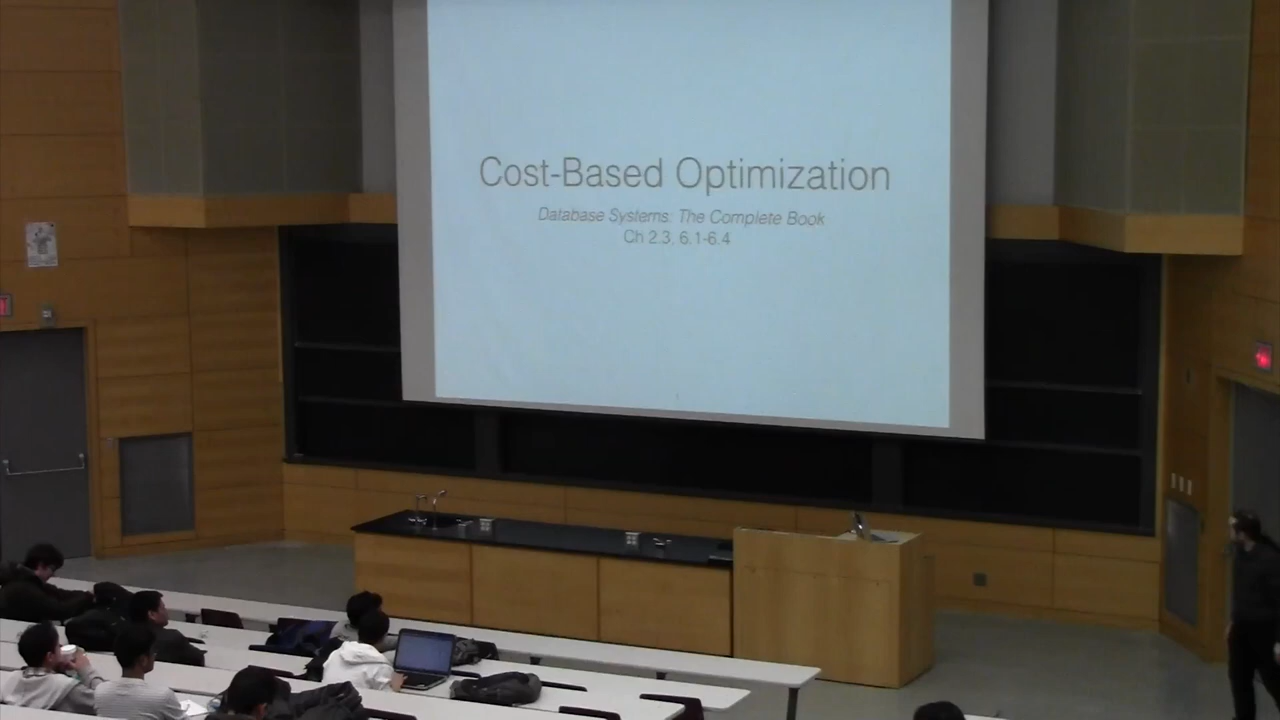 Cost-Based Optimization
Database Systems: The Complete Book
Ch 2.3, 6.1-6.4